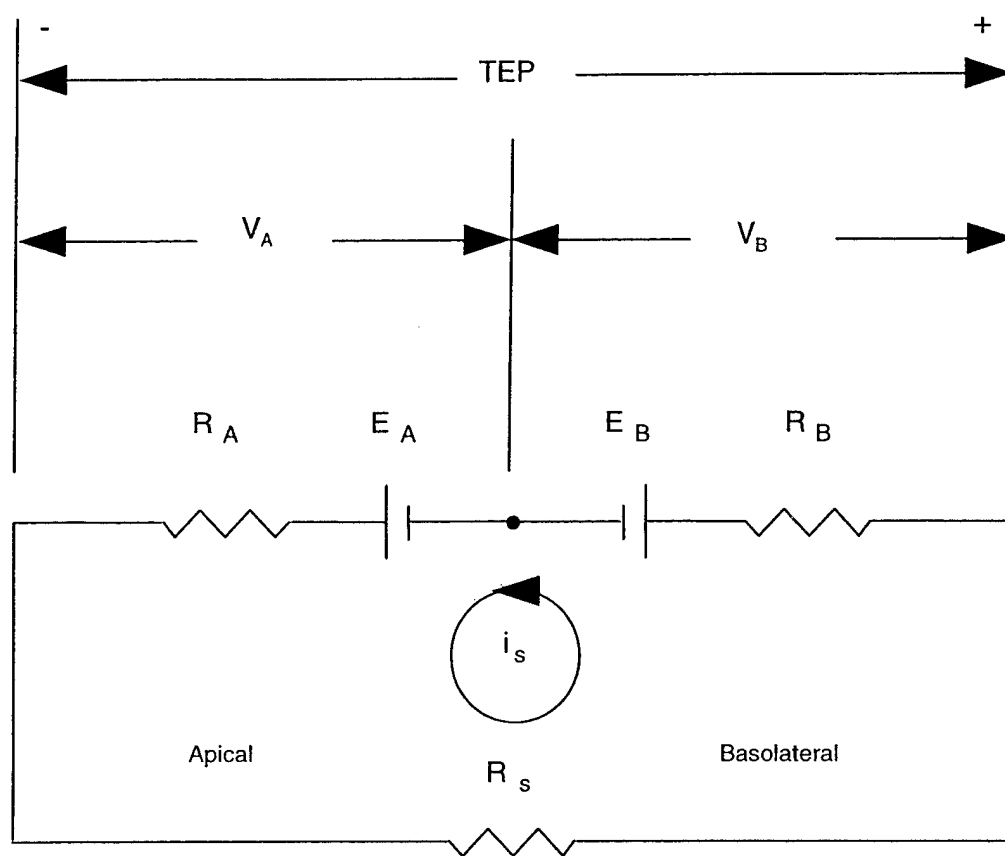 - +
TEP
V_A V_B
R_A E_A E_B R_B
i_s
Apical Basolateral
R_s